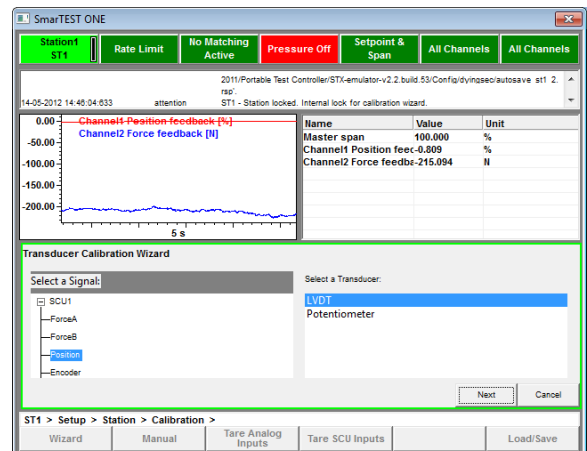 SmarTEST ONE
Station1 ST1
Rate Limit
No Matching Active
Pressure Off
Setpoint & Span
All Channels
All Channels
2011/Portable Test Controller/STX-emulator-v2.2.build.53/Config/dyingsec/autosave st1 2.
rsp'.
14-05-2012 14:46:04:633 attention ST1 - Station locked. Internal lock for calibration wizard.
0.00
Channel1 Position feedback [%]
Channel2 Force feedback [N]
-50.00
-100.00
-150.00
-200.00
5 s
Name Value Unit
Master span 100.000 %
Channel1 Position feec -0.809 %
Channel2 Force feedba -215.094 N
Transducer Calibration Wizard
Select a Signal:
SCU1
ForceA
ForceB
Position
Encoder
Select a Transducer:
LVDT
Potentiometer
Next
Cancel
ST1 > Setup > Station > Calibration >
Wizard
Manual
Tare Analog Inputs
Tare SCU Inputs
Load/Save